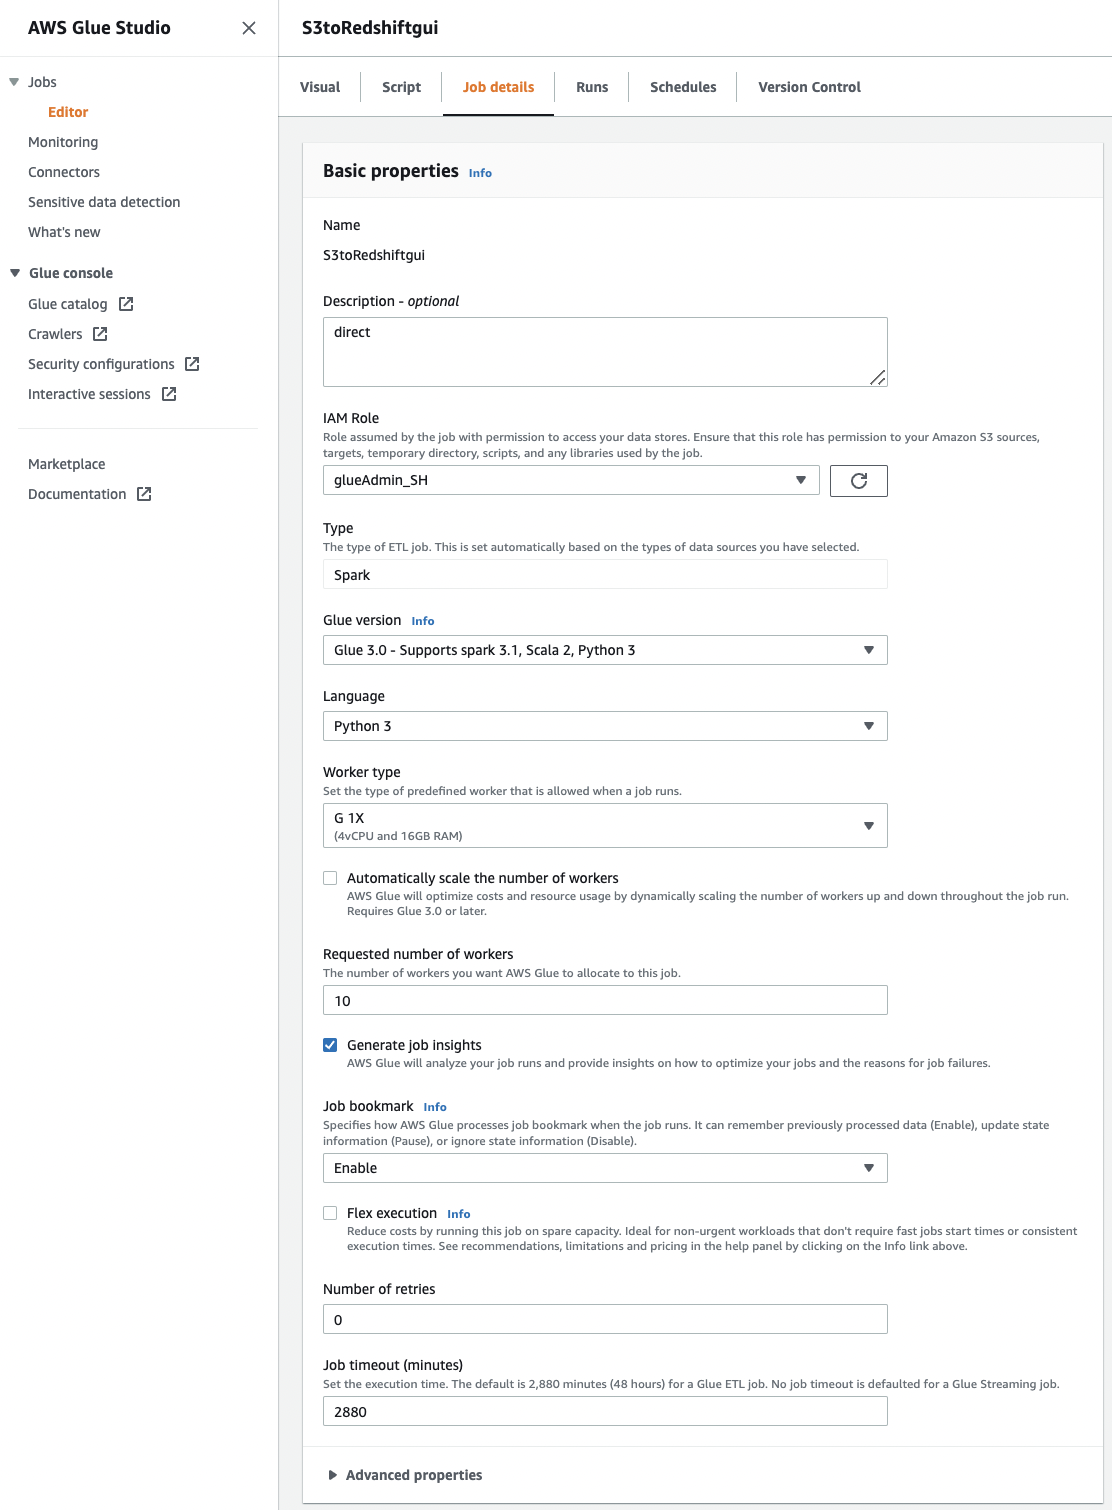 AWS Glue Studio
Jobs
Editor
Monitoring
Connectors
Sensitive data detection
What's new
Glue console
Glue catalog
Crawlers
Security configurations
Interactive sessions
Marketplace
Documentation
S3toRedshiftgui
Visual Script Job details Runs Schedules Version Control
Basic properties Info
Name
S3toRedshiftgui
Description - optional
direct
IAM Role
Role assumed by the job with permission to access your data stores. Ensure that this role has permission to your Amazon S3 sources,
targets, temporary directory, scripts, and any libraries used by the job.
glueAdmin_SH
Type
The type of ETL job. This is set automatically based on the types of data sources you have selected.
Spark
Glue version Info
Glue 3.0 - Supports spark 3.1, Scala 2, Python 3
Language
Python 3
Worker type
Set the type of predefined worker that is allowed when a job runs.
G 1X
(4vCPU and 16GB RAM)
Automatically scale the number of workers
AWS Glue will optimize costs and resource usage by dynamically scaling the number of workers up and down throughout the job run.
Requires Glue 3.0 or later.
Requested number of workers
The number of workers you want AWS Glue to allocate to this job.
10
Generate job insights
AWS Glue will analyze your job runs and provide insights on how to optimize your jobs and the reasons for job failures.
Job bookmark Info
Specifies how AWS Glue processes job bookmark when the job runs. It can remember previously processed data (Enable), update state
information (Pause), or ignore state information (Disable).
Enable
Flex execution Info
Reduce costs by running this job on spare capacity. Ideal for non-urgent workloads that don't require fast jobs start times or consistent
execution times. See recommendations, limitations and pricing in the help panel by clicking on the Info link above.
Number of retries
0
Job timeout (minutes)
Set the execution time. The default is 2,880 minutes (48 hours) for a Glue ETL job. No job timeout is defaulted for a Glue Streaming job.
2880
Advanced properties